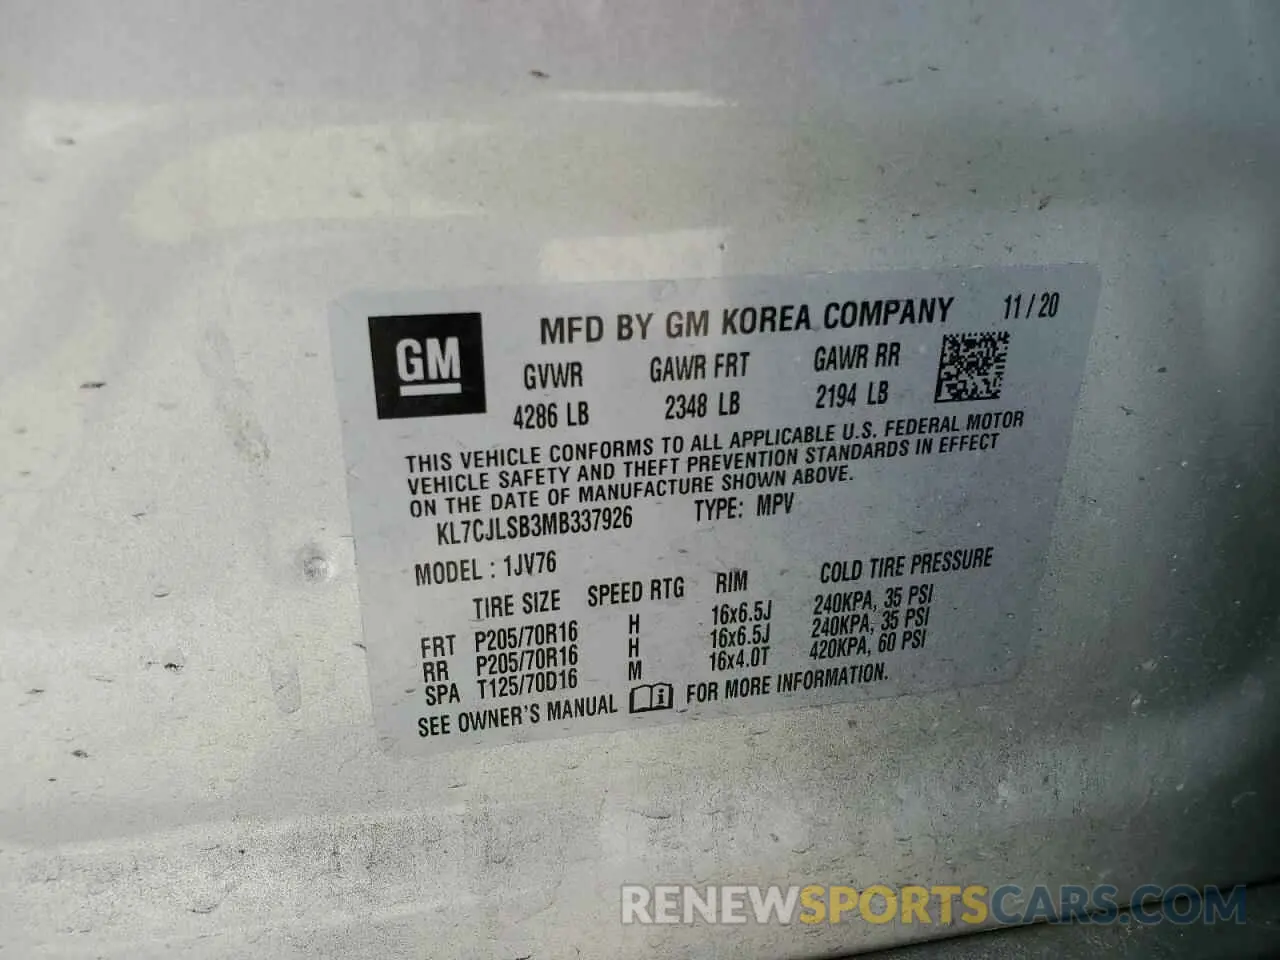 GM
MFD BY GM KOREA COMPANY 11/20
GVWR GAWR FRT GAWR RR
4286 LB 2348 LB 2194 LB
THIS VEHICLE CONFORMS TO ALL APPLICABLE U.S. FEDERAL MOTOR
VEHICLE SAFETY AND THEFT PREVENTION STANDARDS IN EFFECT
ON THE DATE OF MANUFACTURE SHOWN ABOVE.
KL7CJLSB3MB337926 TYPE: MPV
MODEL: 1JV76
TIRE SIZE SPEED RTG RIM COLD TIRE PRESSURE
FRT P205/70R16 H 16x6.5J 240KPA, 35 PSI
RR P205/70R16 H 16x6.5J 240KPA, 35 PSI
SPA T125/70D16 M 16x4.0T 420KPA, 60 PSI
SEE OWNER'S MANUAL FOR MORE INFORMATION.
RENEWSPORTSCARS.COM